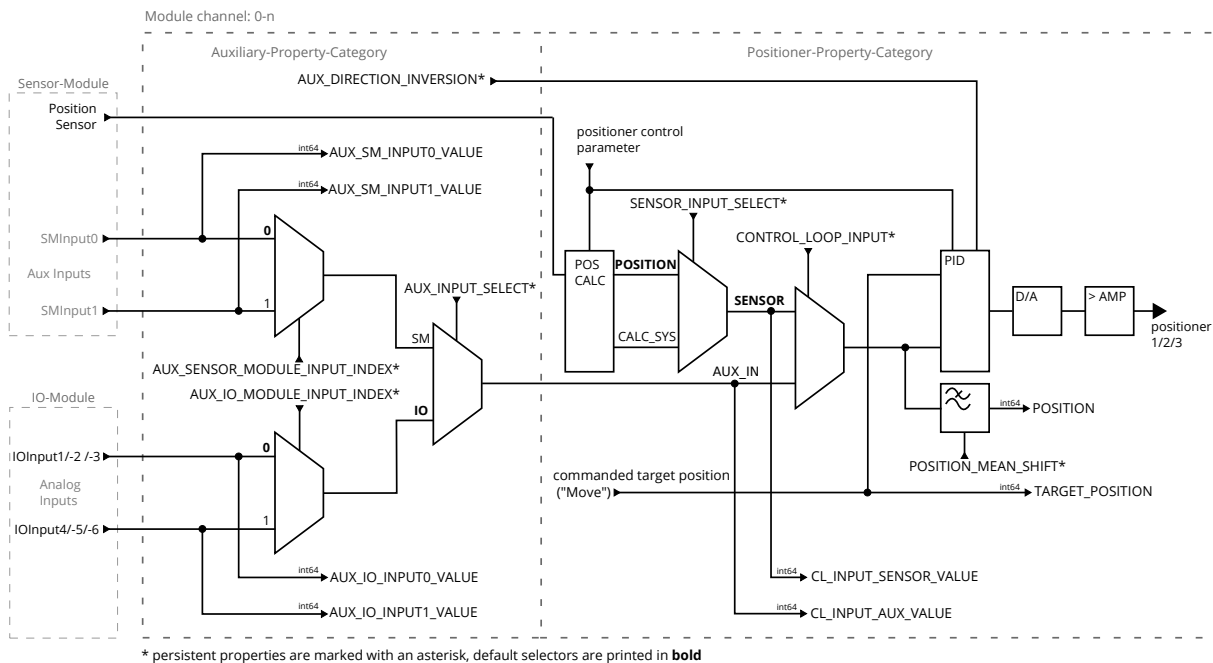 Module channel: 0-n
Auxiliary-Property-Category
Positioner-Property-Category
Sensor-Module
AUX_DIRECTION_INVERSION*
Position
Sensor
positioner control
parameter
int64
AUX_SM_INPUT0_VALUE
int64
AUX_SM_INPUT1_VALUE
SENSOR_INPUT_SELECT*
SMInput0
0
CONTROL_LOOP_INPUT*
Aux Inputs
POS
CALC
POSITION
PID
AUX_INPUT_SELECT*
SMInput1
1
SENSOR
D/A
> AMP
SM
CALC_SYS
positioner
1/2/3
AUX_SENSOR_MODULE_INPUT_INDEX*
AUX_IN
IO-Module
AUX_IO_MODULE_INPUT_INDEX*
IO
int64
POSITION
IOInput1/-2 /-3
0
POSITION_MEAN_SHIFT*
Analog
Inputs
commanded target position
("Move")
int64
TARGET_POSITION
IOInput4/-5/-6
1
int64
AUX_IO_INPUT0_VALUE
int64
CL_INPUT_SENSOR_VALUE
int64
AUX_IO_INPUT1_VALUE
int64
CL_INPUT_AUX_VALUE
* persistent properties are marked with an asterisk, default selectors are printed in bold